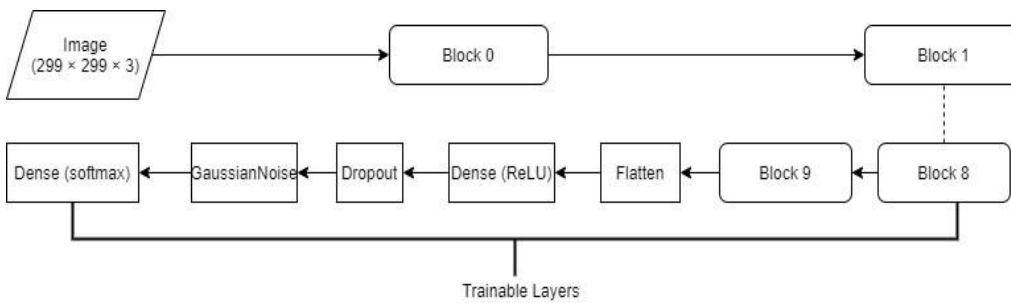 Image
(299 × 299 × 3)
Block 0
Block 1
Dense (softmax)
GaussianNoise
Dropout
Dense (ReLU)
Flatten
Block 9
Block 8
Trainable Layers